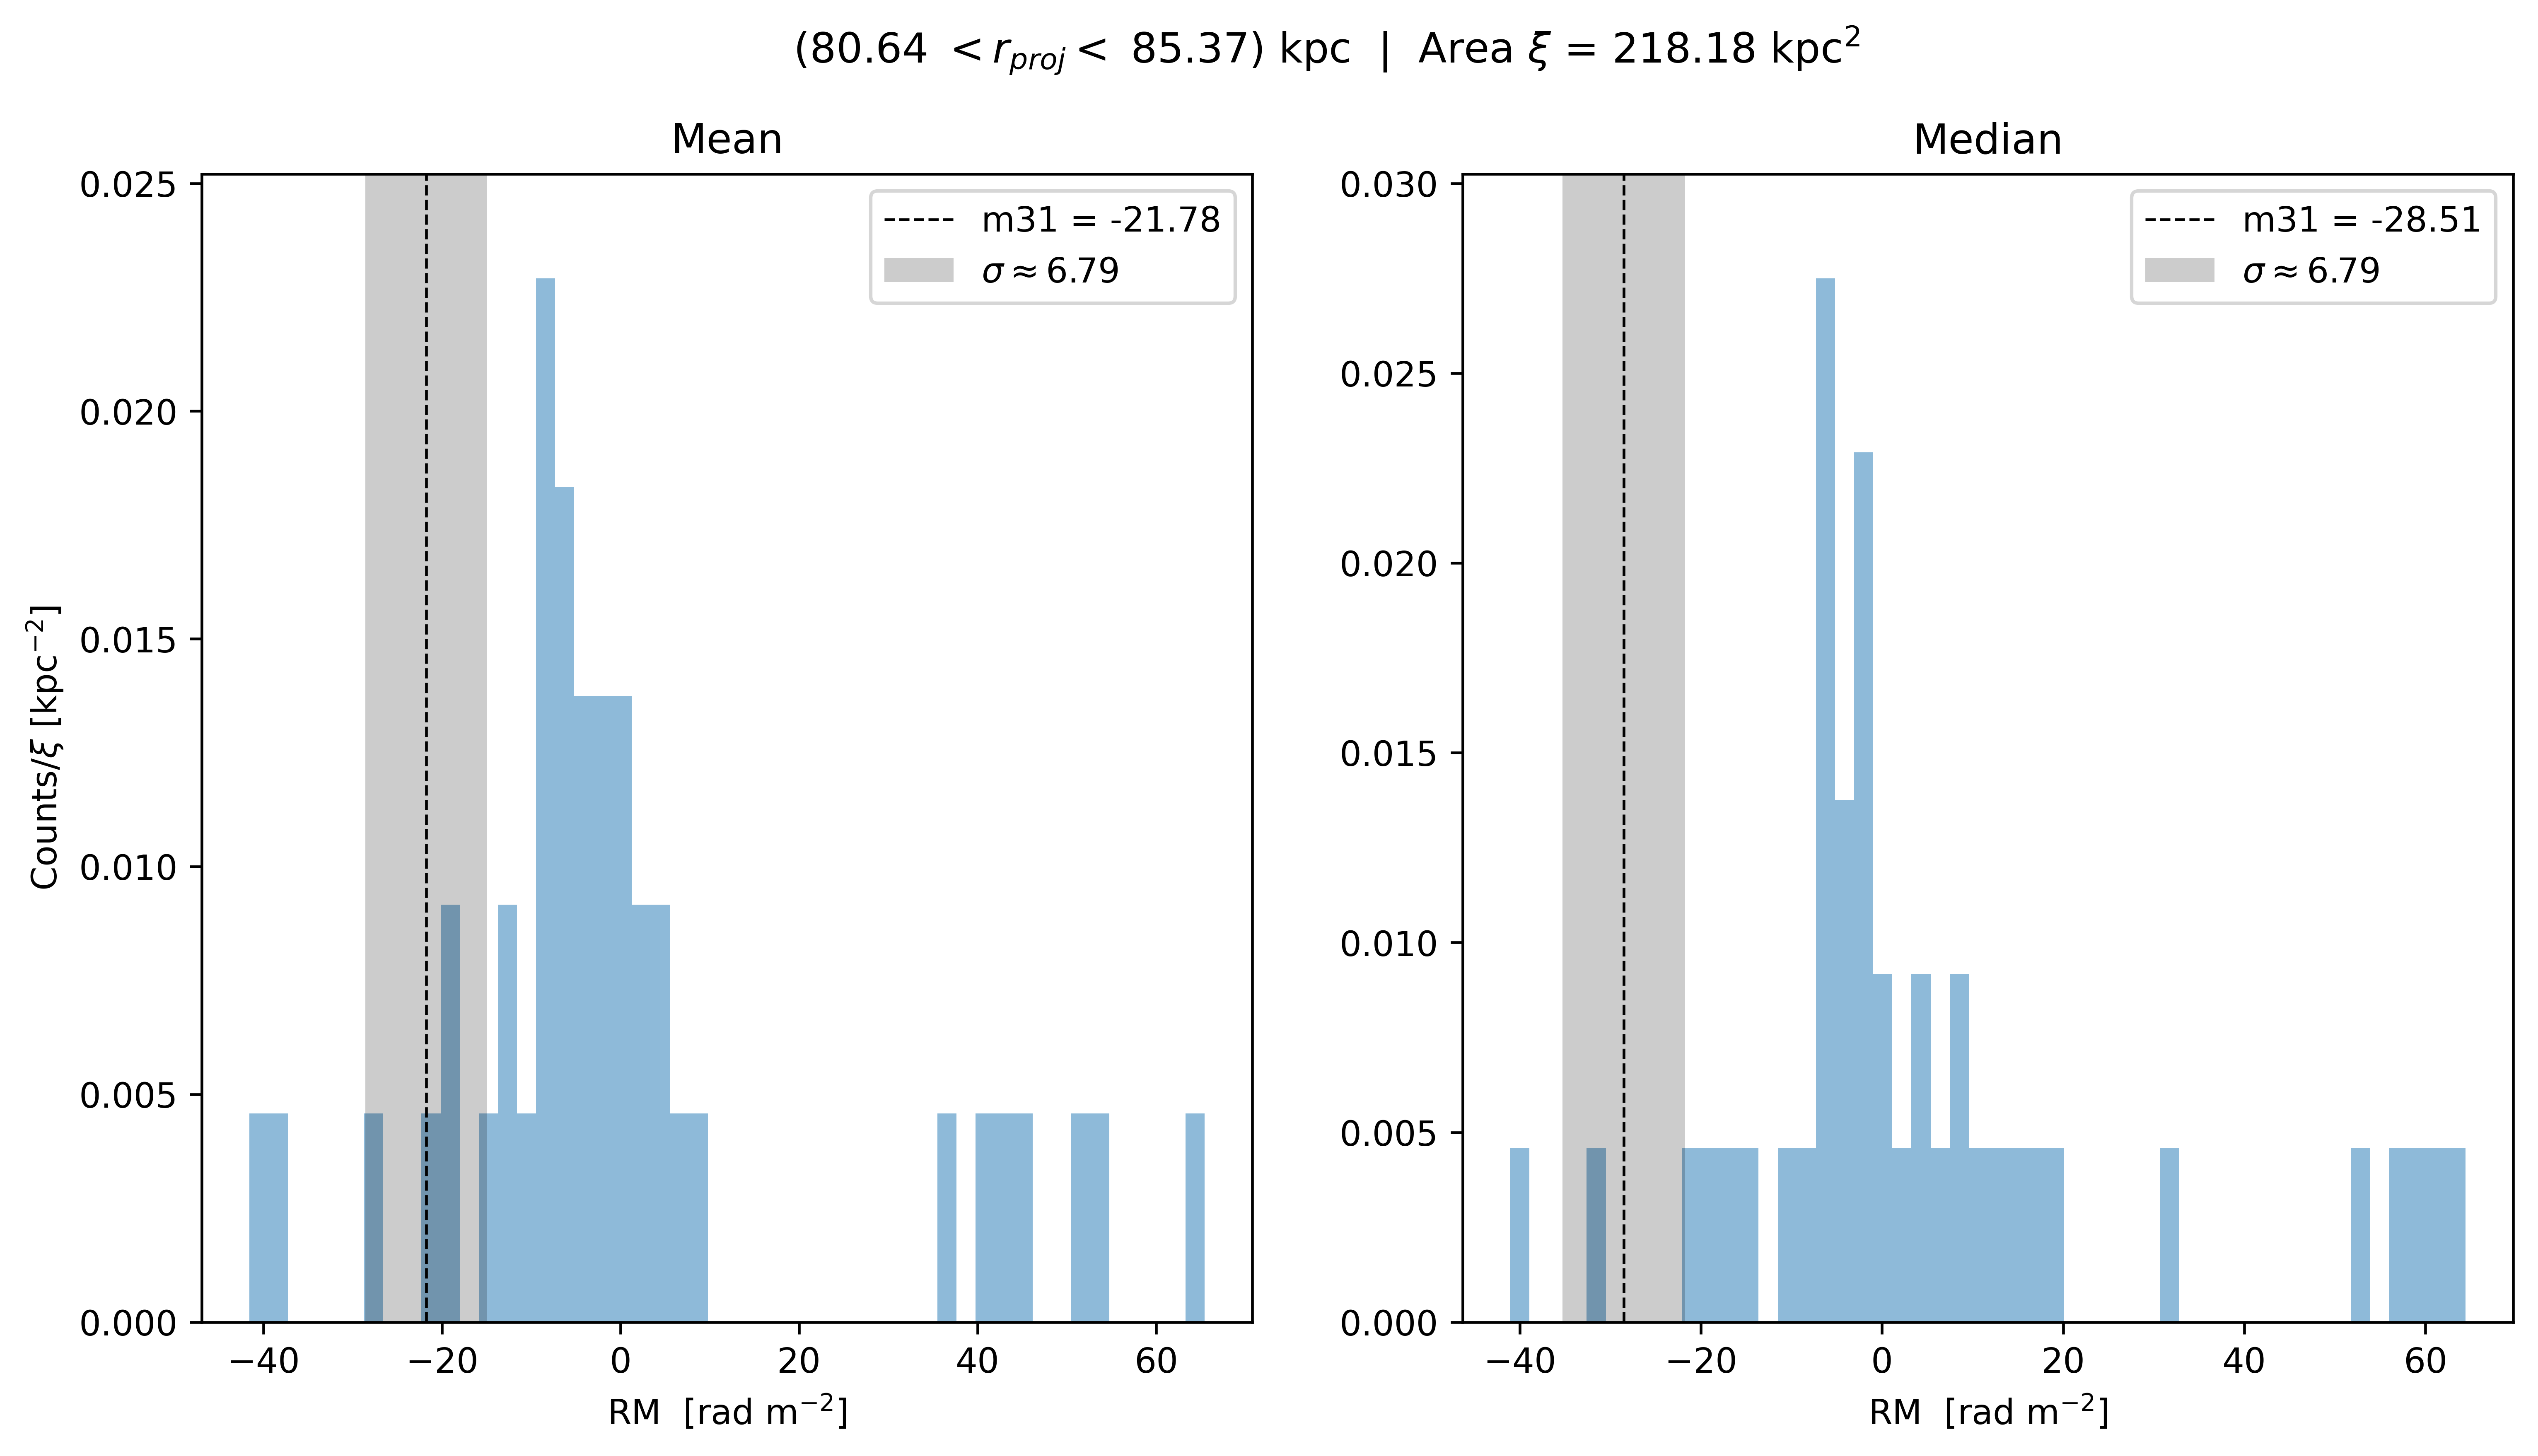 (80.64 < r_proj < 85.37) kpc | Area ξ = 218.18 kpc²
Mean
0.025
0.020
0.015
0.010
0.005
0.000
Counts/ξ [kpc⁻²]
m31 = -21.78
σ≈6.79
−40 −20 0 20 40 60
RM [rad m⁻²]
Median
0.030
0.025
0.020
0.015
0.010
0.005
0.000
m31 = -28.51
σ≈6.79
−40 −20 0 20 40 60
RM [rad m⁻²]